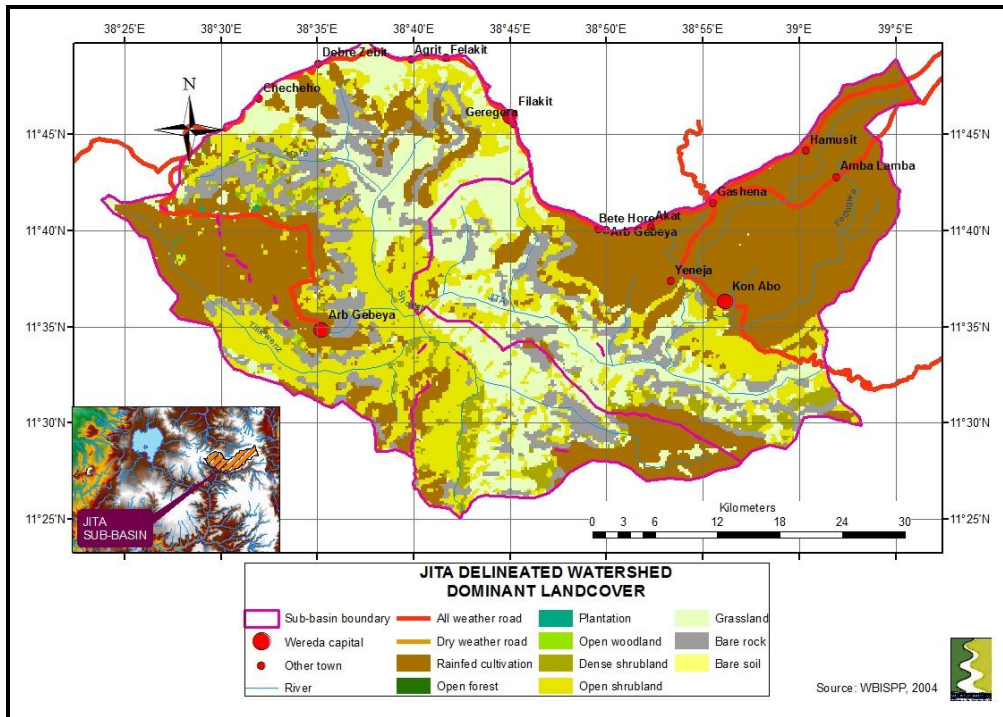 38°25'E 38°30'E 38°35'E 38°40'E 38°45'E 38°50'E 38°55'E 39°0'E 39°5'E
Debre Zebit
Agrit
Felakit
N
Checheho
Filakit
Geregera
11°45'N
11°45'N
Hamusit
Amba Lamba
Gashena
11°40'N
Bete Hore
Akat
Arb Gebeya
11°40'N
Yeneja
Kon Abo
JITA
11°35'N
Arb Gebeya
11°35'N
11°30'N
11°30'N
JITA
SUB-BASIN
11°25'N
11°25'N
Kilometers
0 3 6 12 18 24 30
JITA DELINEATED WATERSHED
DOMINANT LANDCOVER
Sub-basin boundary
Wereda capital
Other town
River
All weather road
Dry weather road
Rainfed cultivation
Open forest
Plantation
Open woodland
Dense shrubland
Open shrubland
Grassland
Bare rock
Bare soil
Source: WBISPP, 2004